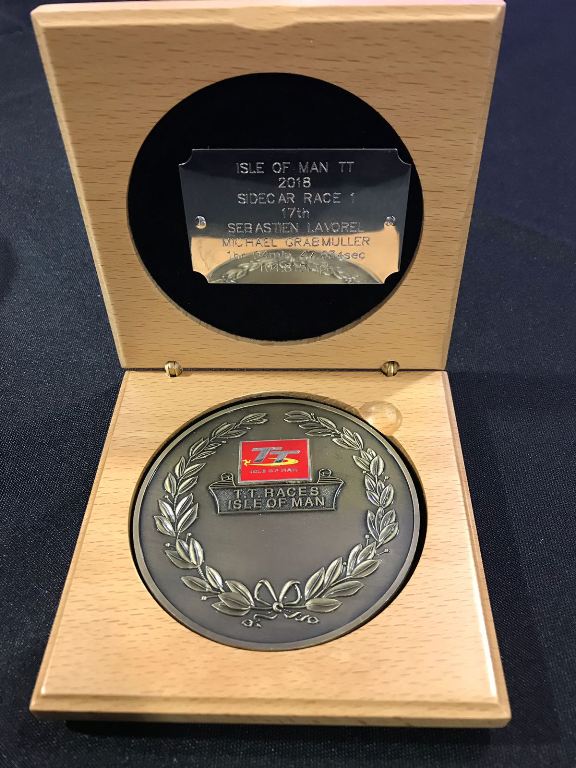 ISLE OF MAN TT
2018
SIDECAR RACE 1
17th
SEBASTIEN LAVOREL
MICHAEL GRABMULLER
TT
ISLE OF MAN
T.T. RACES
ISLE OF MAN